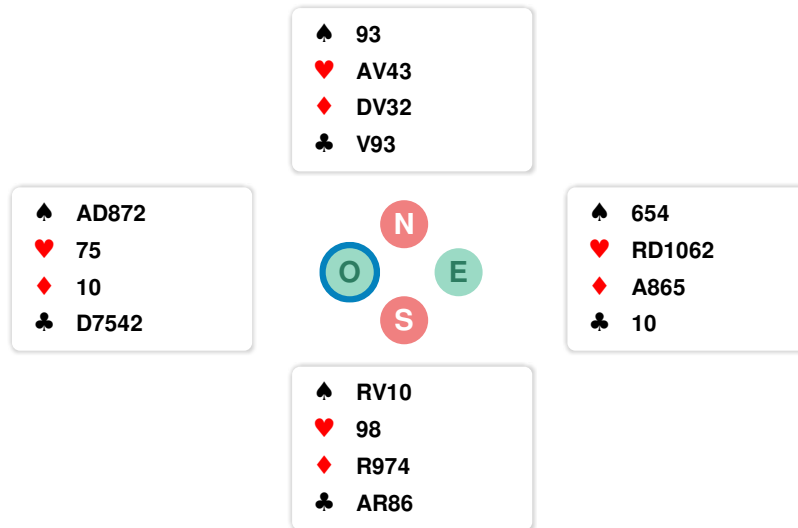 ♠ 93
♥ AV43
♦ DV32
♣ V93
♠ AD872
♥ 75
♦ 10
♣ D7542
N
O
E
S
♠ 654
♥ RD1062
♦ A865
♣ 10
♠ RV10
♥ 98
♦ R974
♣ AR86